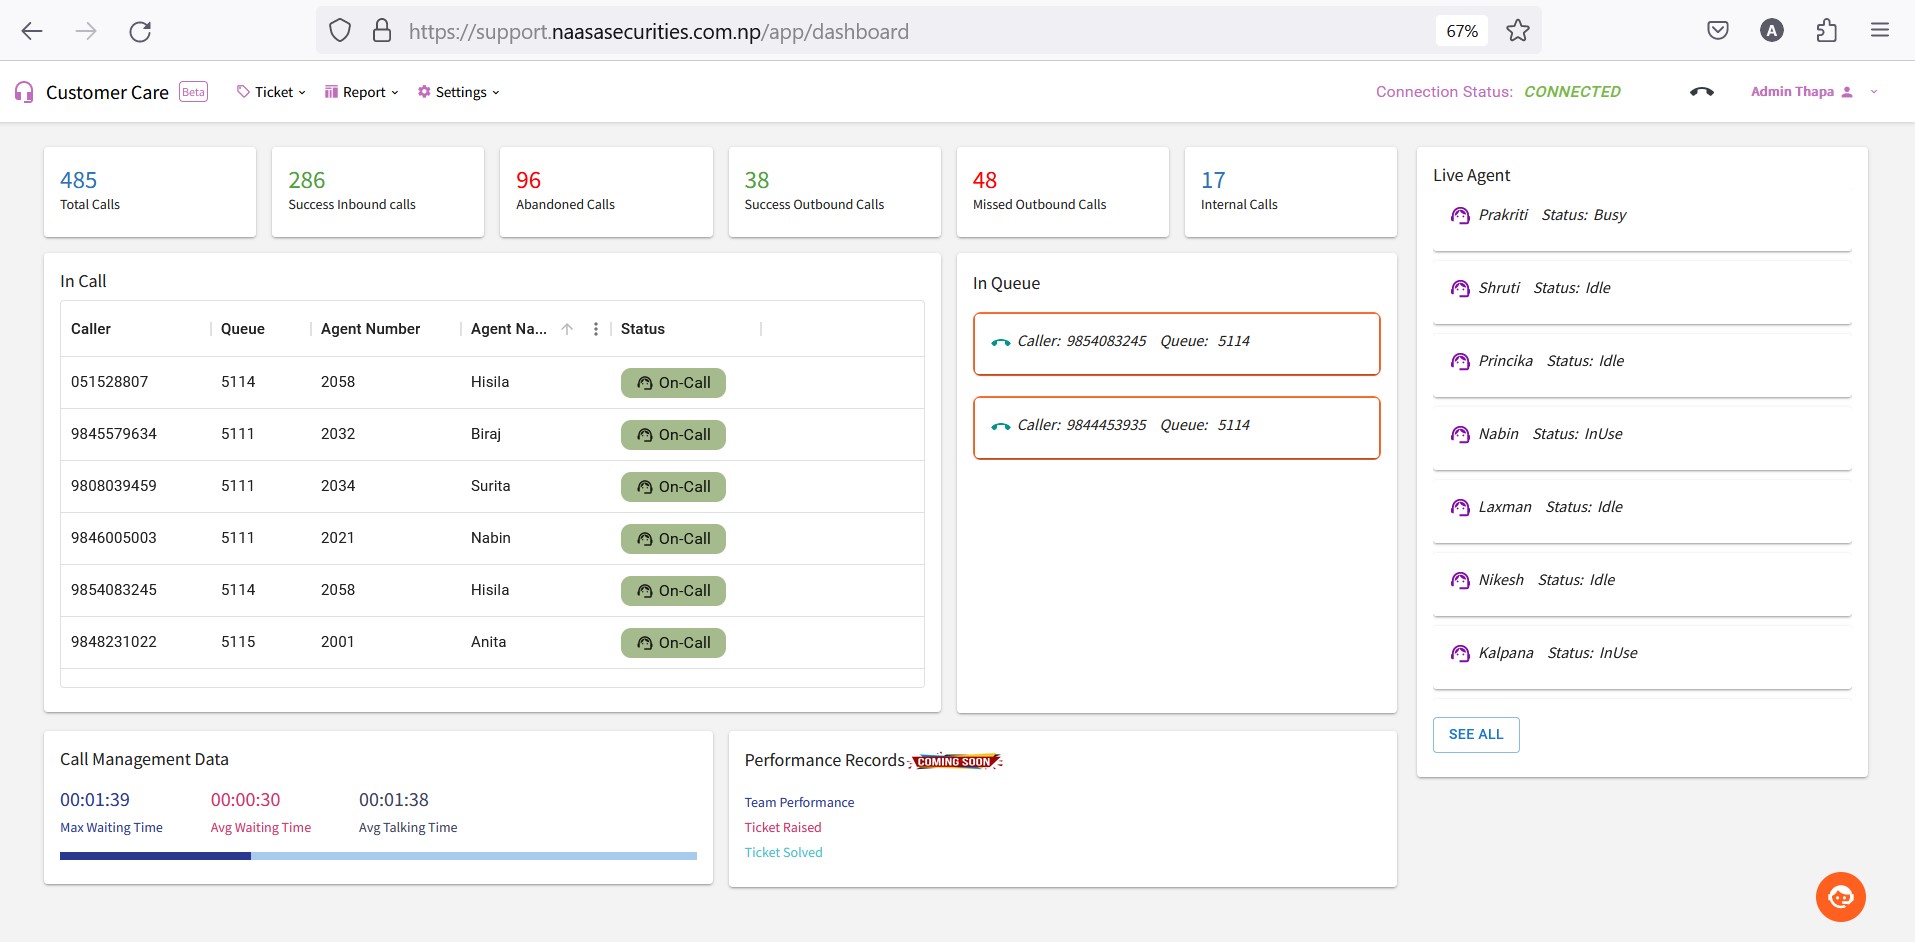 https://support.naasasecurities.com.np/app/dashboard
67%
A
Customer Care Beta Ticket Report Settings Connection Status: CONNECTED Admin Thapa
485
Total Calls
286
Success Inbound calls
96
Abandoned Calls
38
Success Outbound Calls
48
Missed Outbound Calls
17
Internal Calls
In Call
Caller Queue Agent Number Agent Na... Status
051528807 5114 2058 Hisila On-Call
9845579634 5111 2032 Biraj On-Call
9808039459 5111 2034 Surita On-Call
9846005003 5111 2021 Nabin On-Call
9854083245 5114 2058 Hisila On-Call
9848231022 5115 2001 Anita On-Call
In Queue
Caller: 9854083245 Queue: 5114
Caller: 9844453935 Queue: 5114
Live Agent
Prakriti Status: Busy
Shruti Status: Idle
Princika Status: Idle
Nabin Status: InUse
Laxman Status: Idle
Nikesh Status: Idle
Kalpana Status: InUse
SEE ALL
Call Management Data
00:01:39 00:00:30 00:01:38
Max Waiting Time Avg Waiting Time Avg Talking Time
Performance Records COMING SOON
Team Performance
Ticket Raised
Ticket Solved